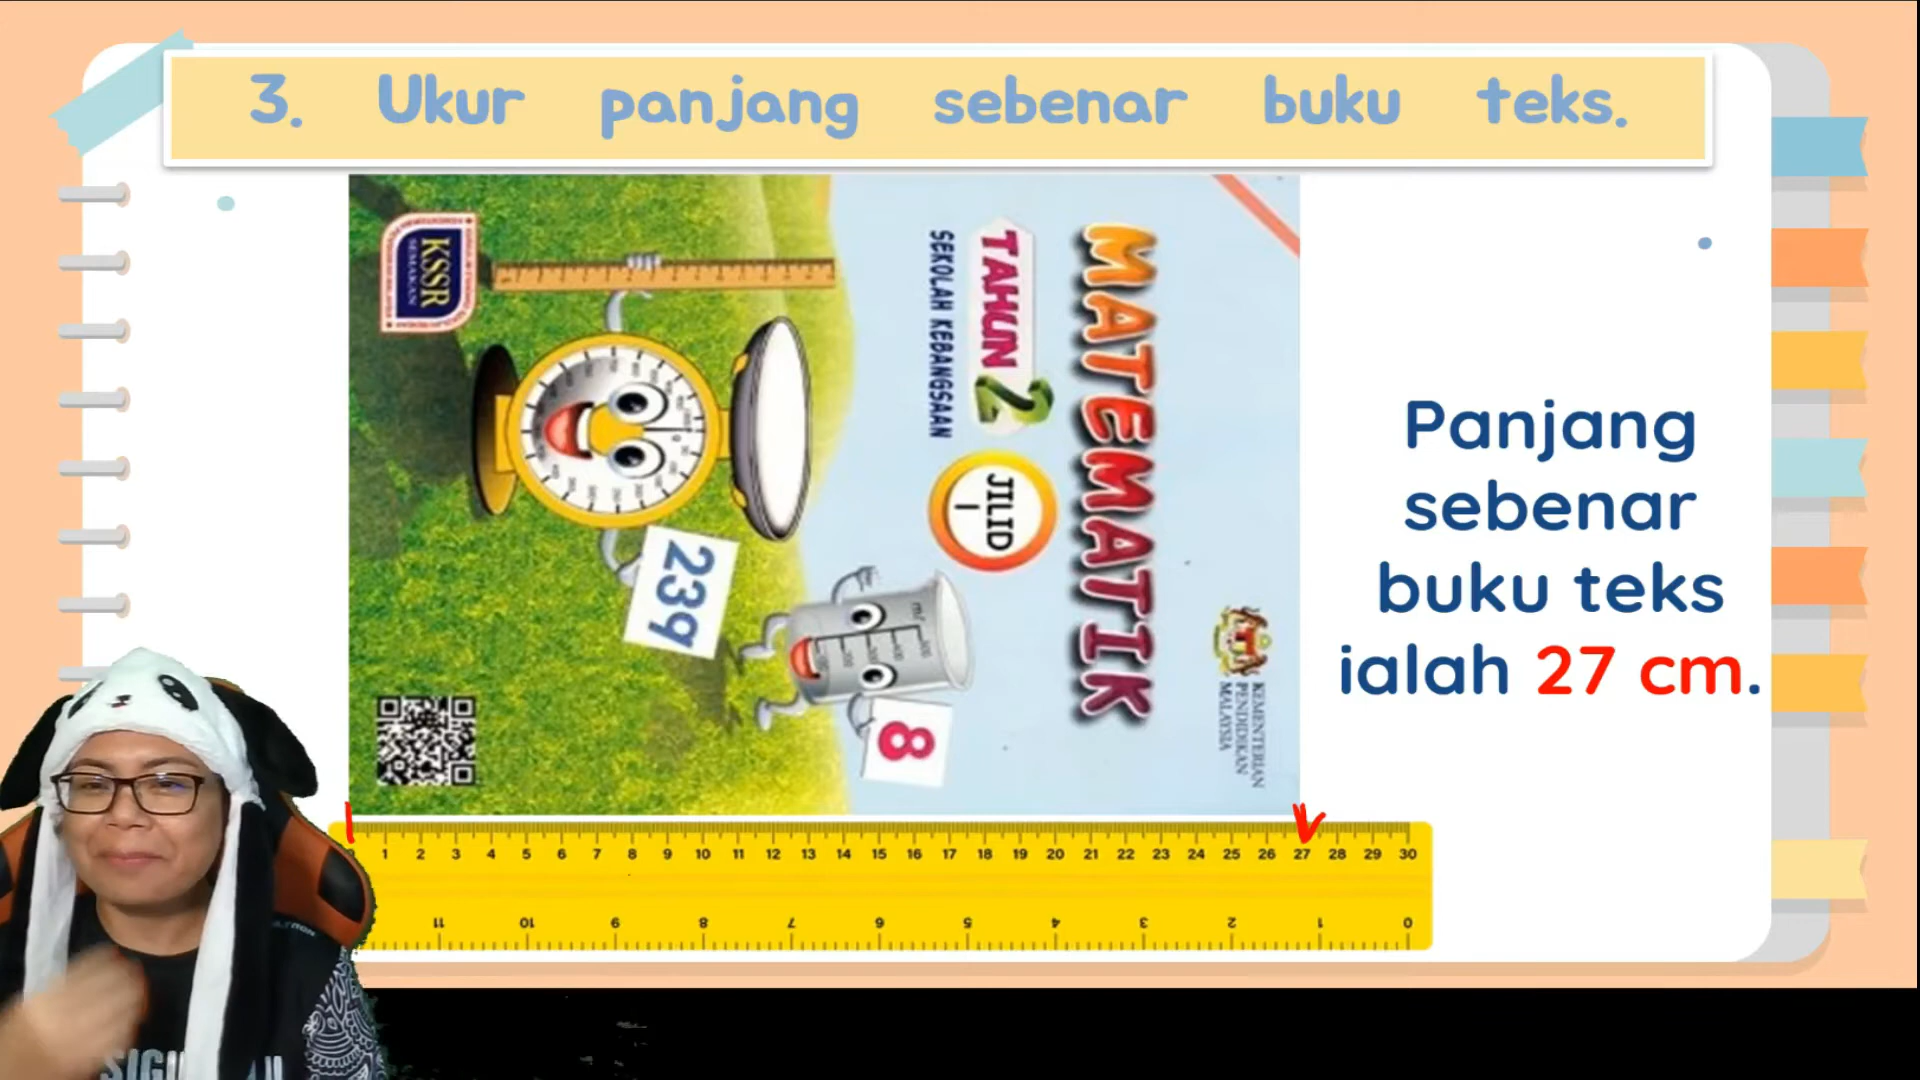 3. Ukur panjang sebenar buku teks.
MATEMATIK
TAHUN 2
SEKOLAH KEBANGSAAN
JILID
1
KSSR
SEMAKAN
239
8
KEMENTERIAN
PENDIDIKAN
MALAYSIA
Panjang
sebenar
buku teks
ialah 27 cm.
1 2 3 4 5 6 7 8 9 10 11 12 13 14 15 16 17 18 19 20 21 22 23 24 25 26 27 28 29 30
11 10 9 8 7 6 5 4 3 2 1 0